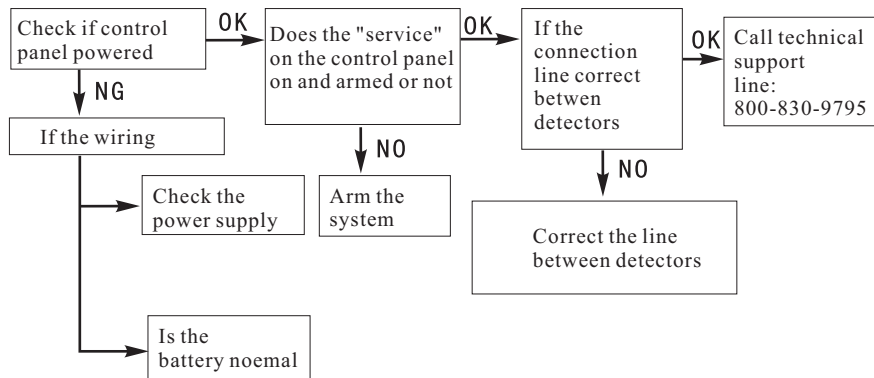 Check if control
panel powered
OK
Does the "service"
on the control panel
on and armed or not
OK
If the
connection
line correct
betwen
detectors
OK
Call technical
support
line:
800-830-9795
NG
If the wiring
NO
NO
Check the
power supply
Arm the
system
Correct the line
between detectors
Is the
battery noemal